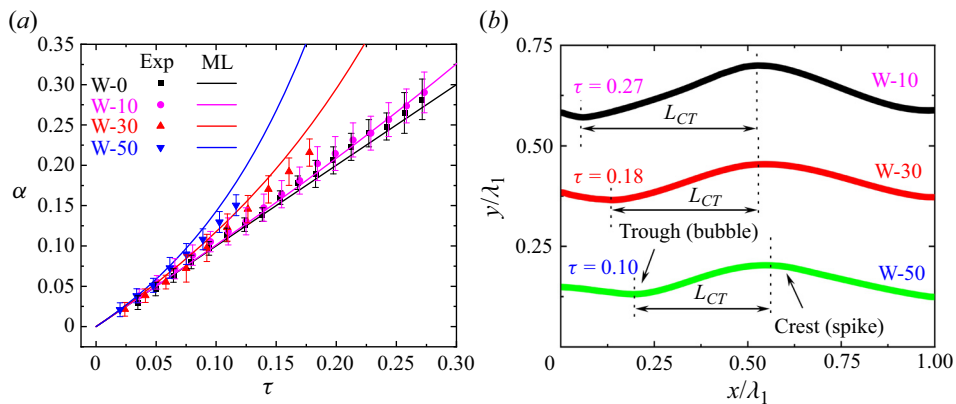 (a)
Exp ML
W-0
W-10
W-30
W-50
0.35
0.30
0.25
0.20
0.15
0.10
0.05
0
α
0 0.05 0.10 0.15 0.20 0.25 0.30
τ
(b)
0.75
0.50
0.25
y/λ1
τ = 0.27 W-10
LCT
τ = 0.18 W-30
LCT
Trough (bubble)
τ = 0.10 W-50
LCT
Crest (spike)
0 0.25 0.50 0.75 1.00
x/λ1